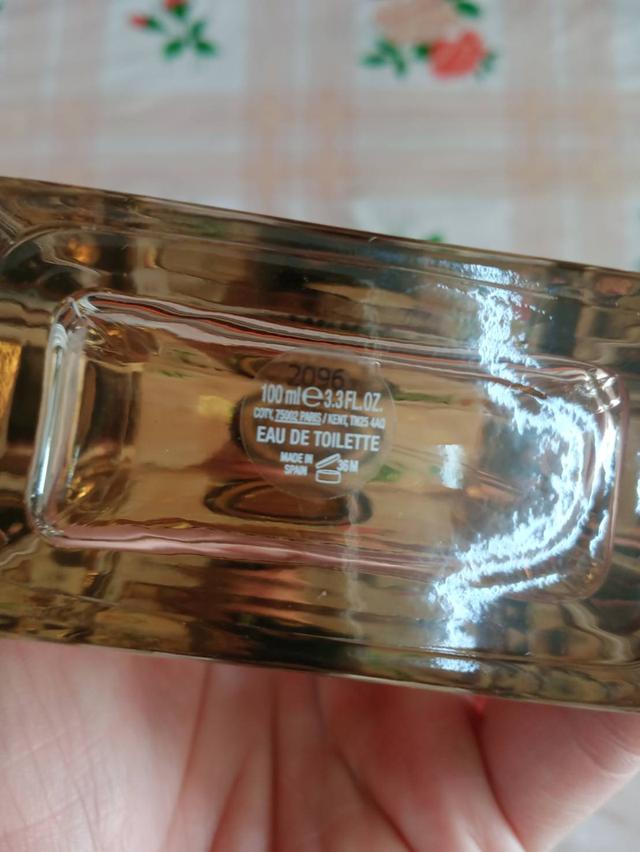 2096
100 ml ℮ 3.3 FL.OZ.
COTY, 75002 PARIS / KENT, TN25 4AQ
EAU DE TOILETTE
MADE IN
SPAIN
36 M